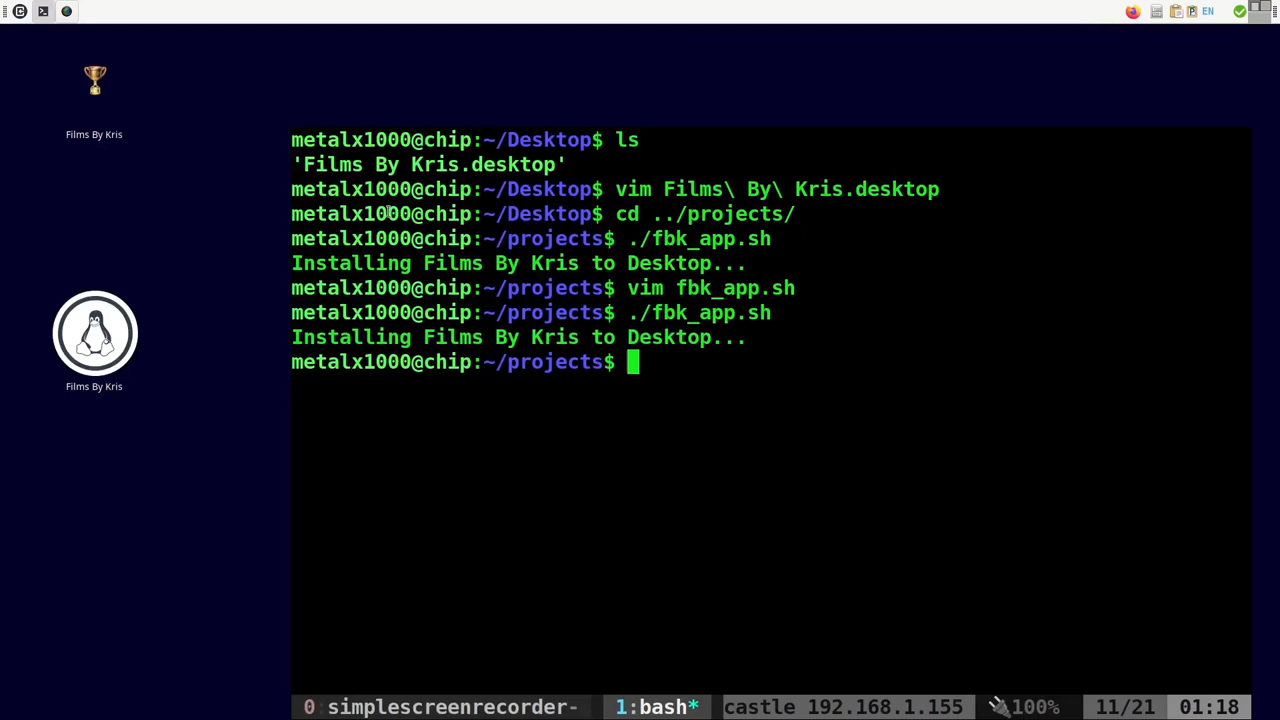 EN
Films By Kris
metalx1000@chip:~/Desktop$ ls
'Films By Kris.desktop'
metalx1000@chip:~/Desktop$ vim Films\ By\ Kris.desktop
metalx1000@chip:~/Desktop$ cd ../projects/
metalx1000@chip:~/projects$ ./fbk_app.sh
Installing Films By Kris to Desktop...
metalx1000@chip:~/projects$ vim fbk_app.sh
metalx1000@chip:~/projects$ ./fbk_app.sh
Installing Films By Kris to Desktop...
metalx1000@chip:~/projects$
Films By Kris
0 simplescreenrecorder- 1:bash* castle 192.168.1.155 100% 11/21 01:18